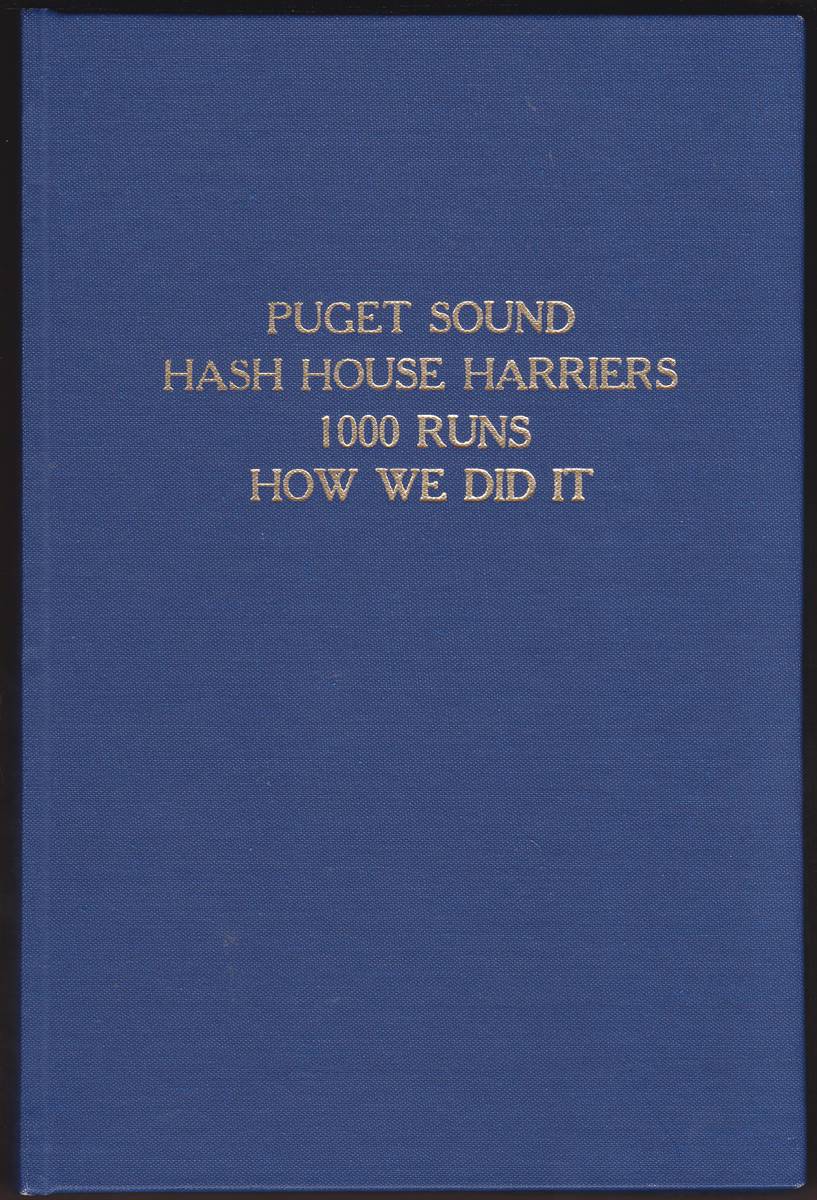 PUGET SOUND
HASH HOUSE HARRIERS
1000 RUNS
HOW WE DID IT